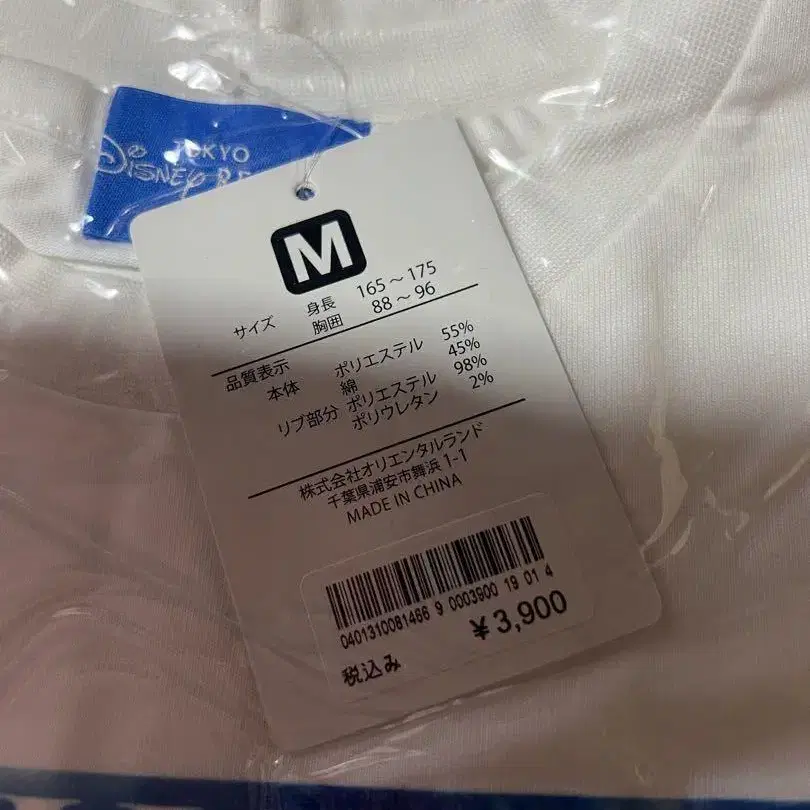 TOKYO
DISNEY RE
M
サイズ 身長 165～175
胸囲 88～96
品質表示
本体 ポリエステル 55%
綿 45%
リブ部分 ポリエステル 98%
ポリウレタン 2%
株式会社オリエンタルランド
千葉県浦安市舞浜1-1
MADE IN CHINA
0401310081466 9 0003900 19 01 4
¥3,900
税込み